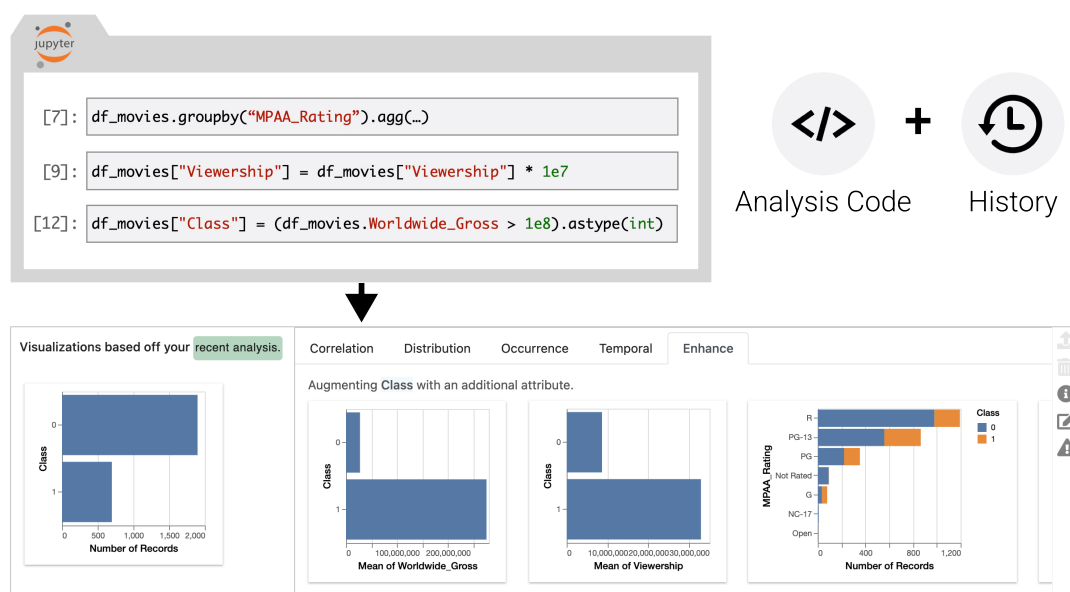 jupyter
[7]: df_movies.groupby(“MPAA_Rating”).agg(…)
[9]: df_movies["Viewership"] = df_movies["Viewership"] * 1e7
[12]: df_movies["Class"] = (df_movies.Worldwide_Gross > 1e8).astype(int)
</> +
Analysis Code History
Visualizations based off your recent analysis.
Correlation Distribution Occurrence Temporal Enhance
Augmenting Class with an additional attribute.
Class
0
1
0 500 1,000 1,500 2,000
Number of Records
Class
0
1
0 100,000,000 200,000,000
Mean of Worldwide_Gross
Class
0
1
0 10,000,00020,000,00030,000,000
Mean of Viewership
MPAA_Rating
R
PG-13
PG
Not Rated
G
NC-17
Open
0 400 800 1,200
Number of Records
Class
0
1